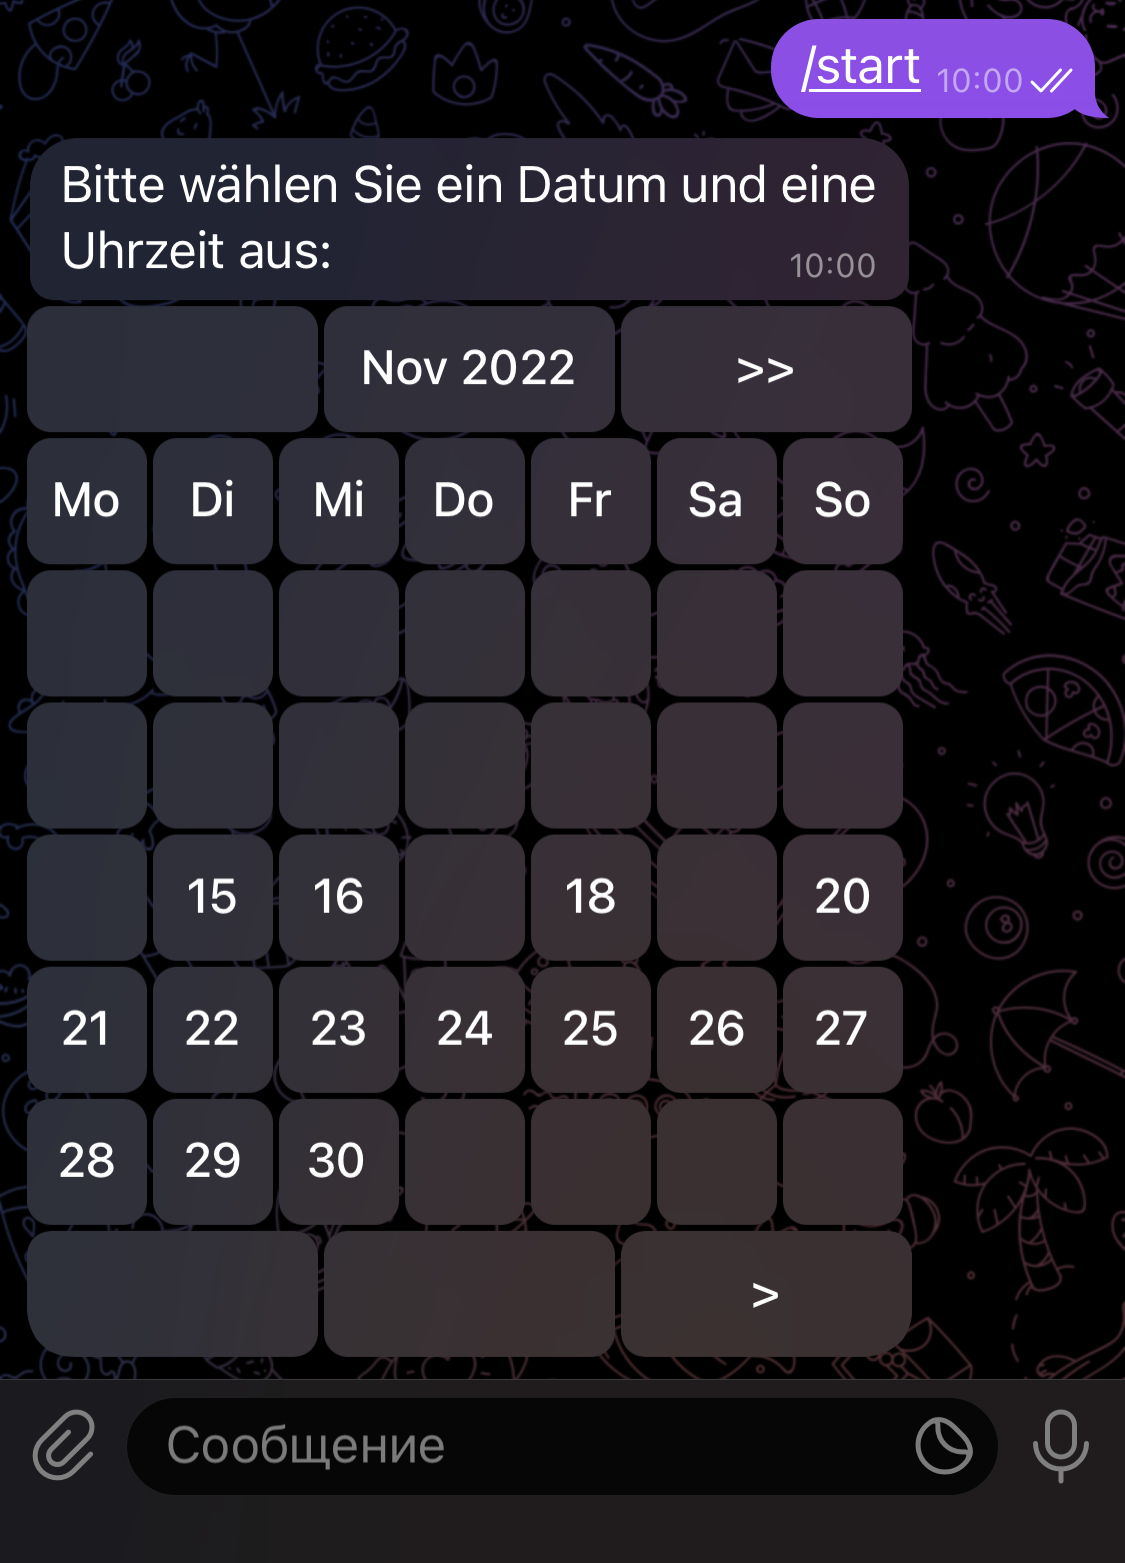 /start 10:00
Bitte wählen Sie ein Datum und eine
Uhrzeit aus:
10:00
Nov 2022 >>
Mo Di Mi Do Fr Sa So
15 16 18 20
21 22 23 24 25 26 27
28 29 30
>
Сообщение